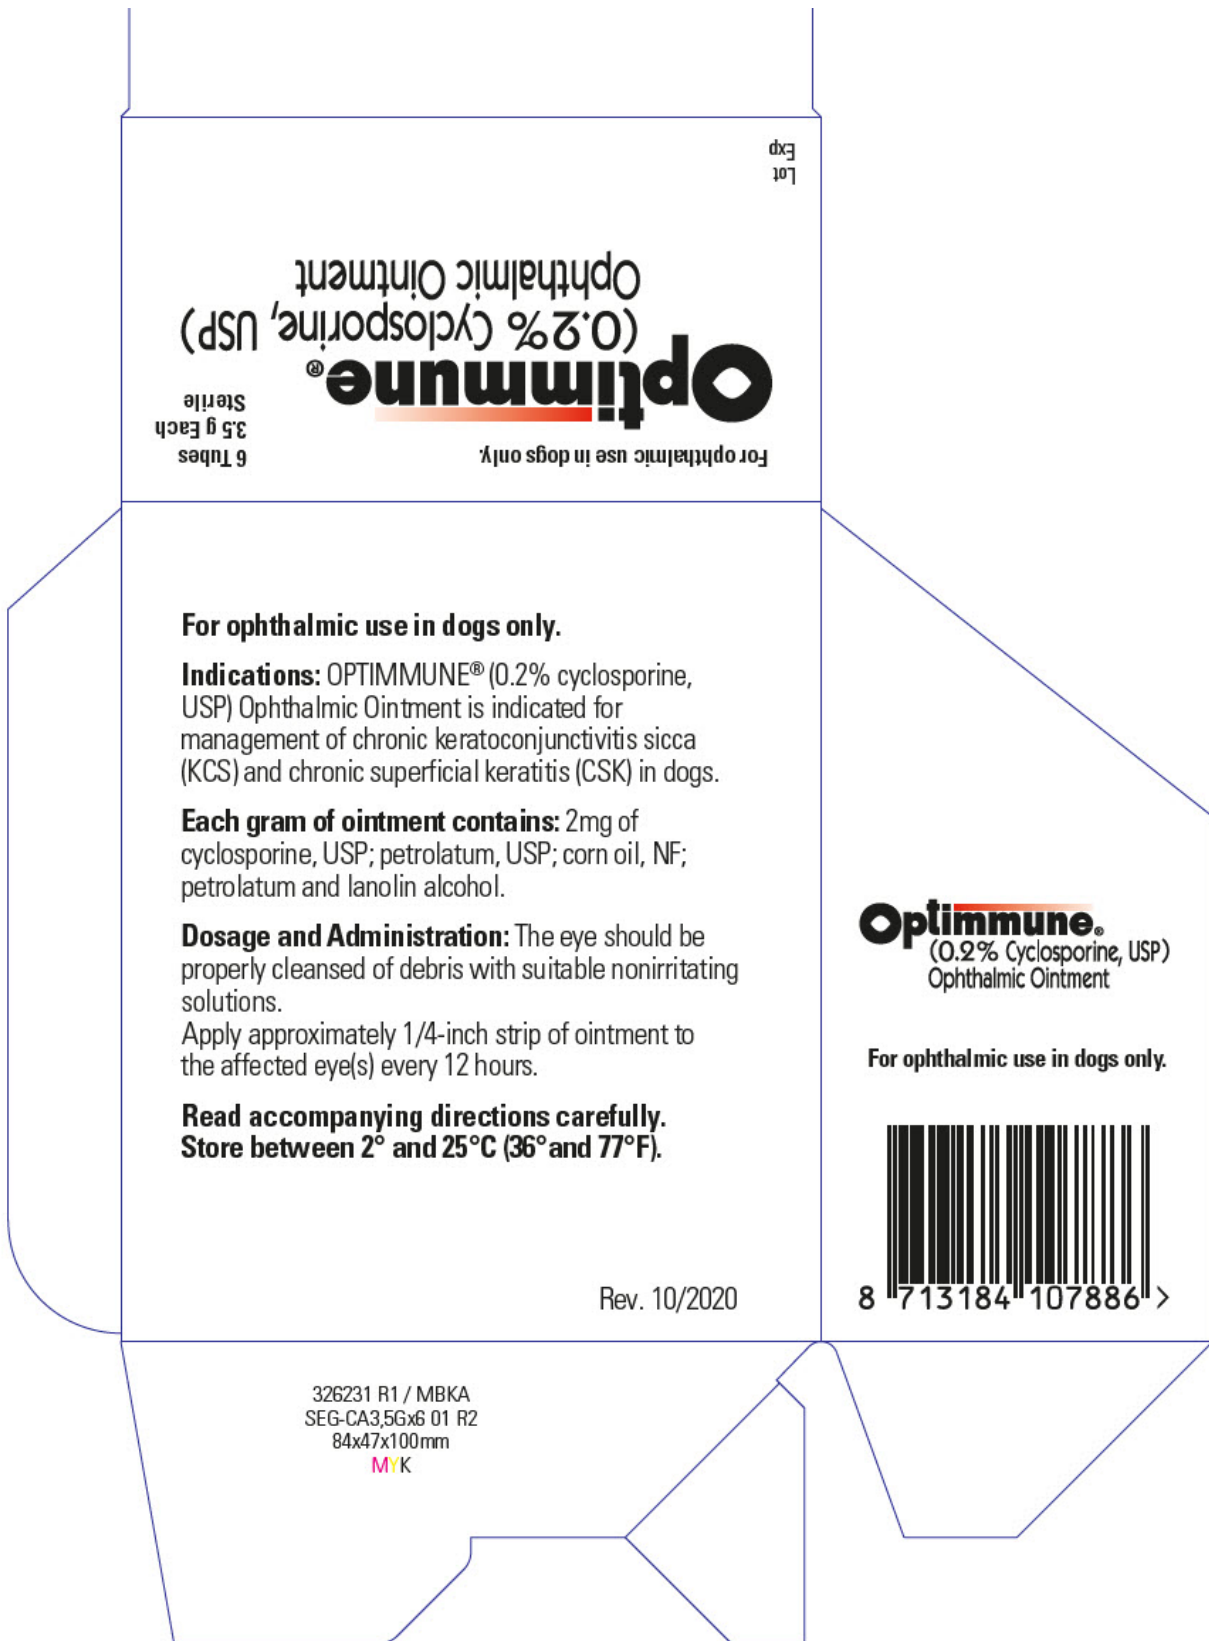 Lot
Exp
For ophthalmic use in dogs only.
Optimmune®
(0.2% Cyclosporine, USP)
Ophthalmic Ointment
6 Tubes
3.5 g Each
Sterile
For ophthalmic use in dogs only.
Indications: OPTIMMUNE® (0.2% cyclosporine,
USP) Ophthalmic Ointment is indicated for
management of chronic keratoconjunctivitis sicca
(KCS) and chronic superficial keratitis (CSK) in dogs.
Each gram of ointment contains: 2mg of
cyclosporine, USP; petrolatum, USP; corn oil, NF;
petrolatum and lanolin alcohol.
Dosage and Administration: The eye should be
properly cleansed of debris with suitable nonirritating
solutions.
Apply approximately 1/4-inch strip of ointment to
the affected eye(s) every 12 hours.
Read accompanying directions carefully.
Store between 2° and 25°C (36°and 77°F).
Rev. 10/2020
Optimmune®
(0.2% Cyclosporine, USP)
Ophthalmic Ointment
For ophthalmic use in dogs only.
8 713184 107886 >
326231 R1 / MBKA
SEG-CA3,5Gx6 01 R2
84x47x100mm
MYK